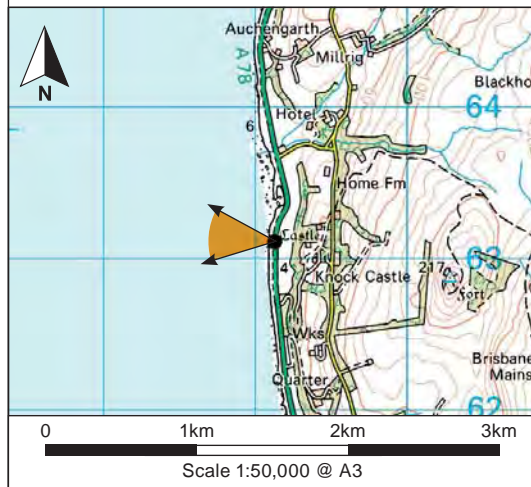 Auchengarth
A 78
Millrig
Blackho
64
Hotel
6
Home Fm
Castle
63
4
217
Knock Castle
Fort
Wks
Brisbane
Mains
Quarter
62
N
0 1km 2km 3km
Scale 1:50,000 @ A3